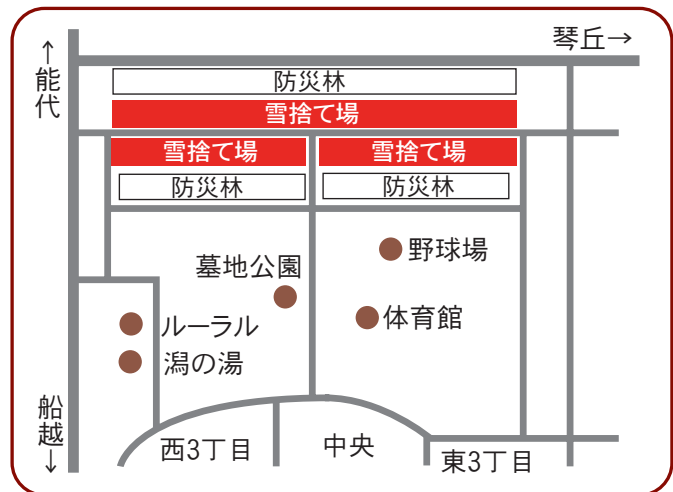 琴丘→
↑能代
防災林
雪捨て場
雪捨て場
雪捨て場
防災林
防災林
野球場
墓地公園
体育館
ルーラル
潟の湯
船越↓
西3丁目
中央
東3丁目